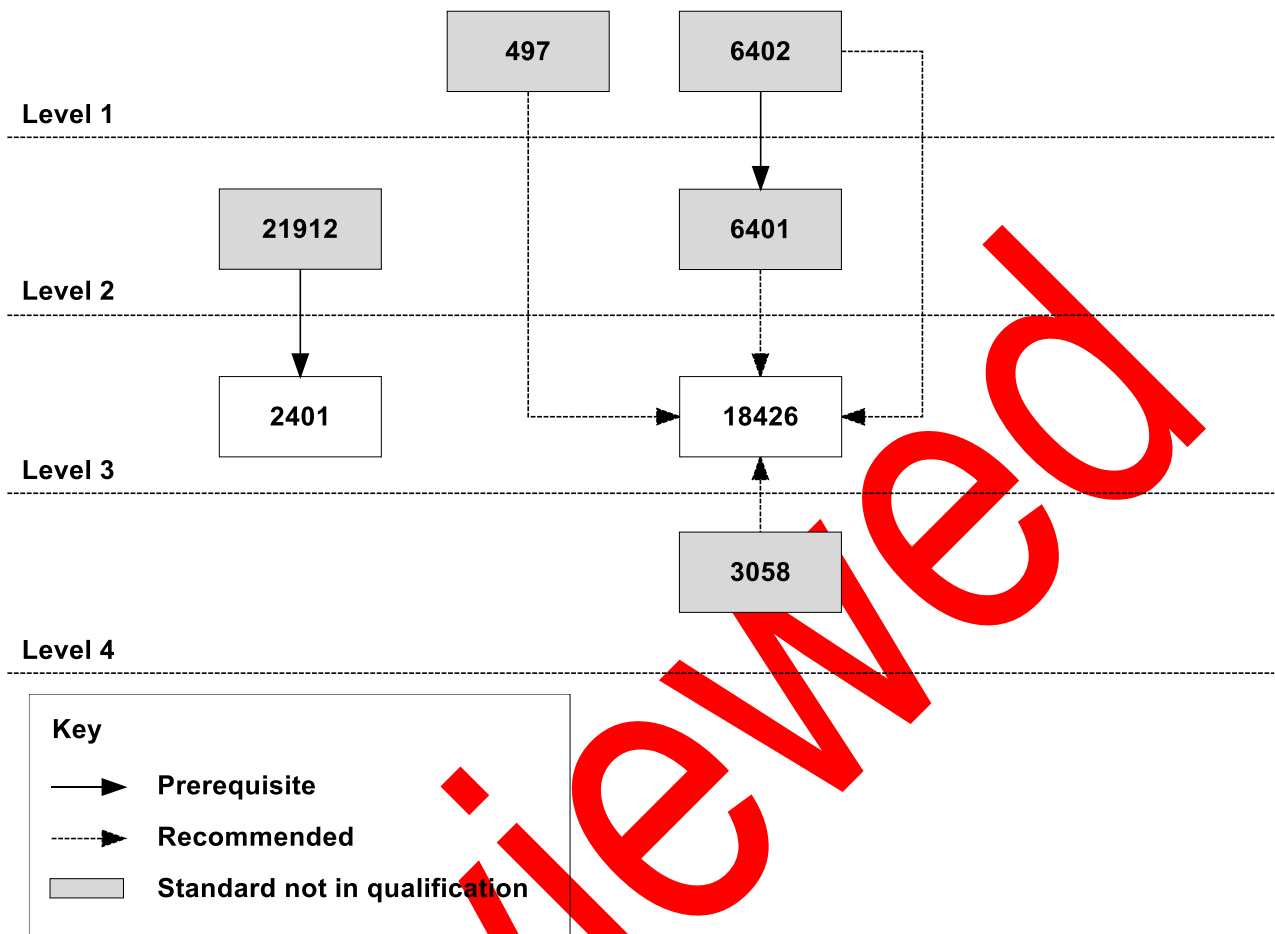 497
6402
Level 1
21912
6401
Level 2
2401
18426
Level 3
3058
Level 4
Key
Prerequisite
Recommended
Standard not in qualification
iewed